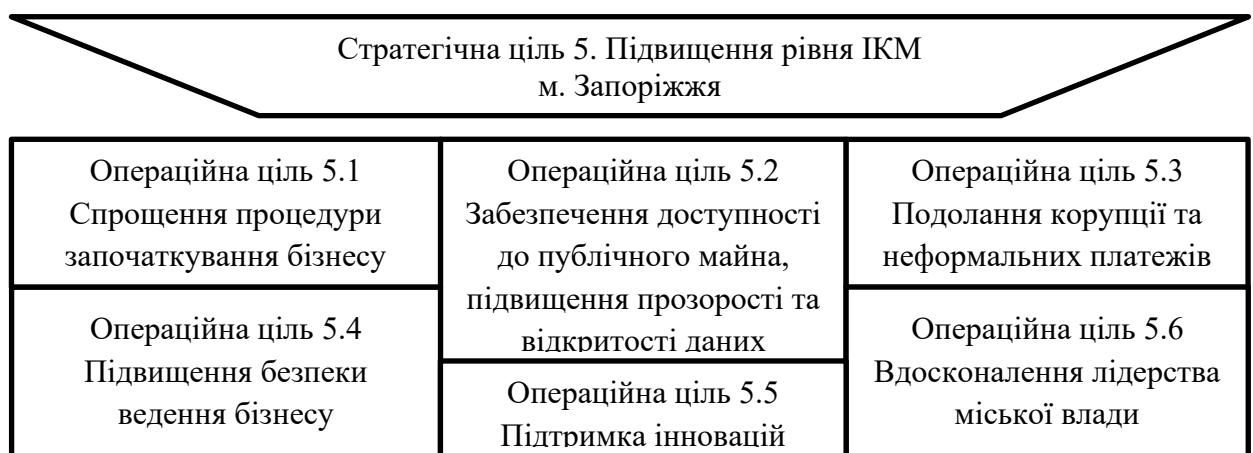 Стратегічна ціль 5. Підвищення рівня ІКМ
м. Запоріжжя
Операційна ціль 5.1
Спрощення процедури
започаткування бізнесу
Операційна ціль 5.2
Забезпечення доступності
до публічного майна,
підвищення прозорості та
відкритості даних
Операційна ціль 5.3
Подолання корупції та
неформальних платежів
Операційна ціль 5.4
Підвищення безпеки
ведення бізнесу
Операційна ціль 5.5
Підтримка інновацій
Операційна ціль 5.6
Вдосконалення лідерства
міської влади